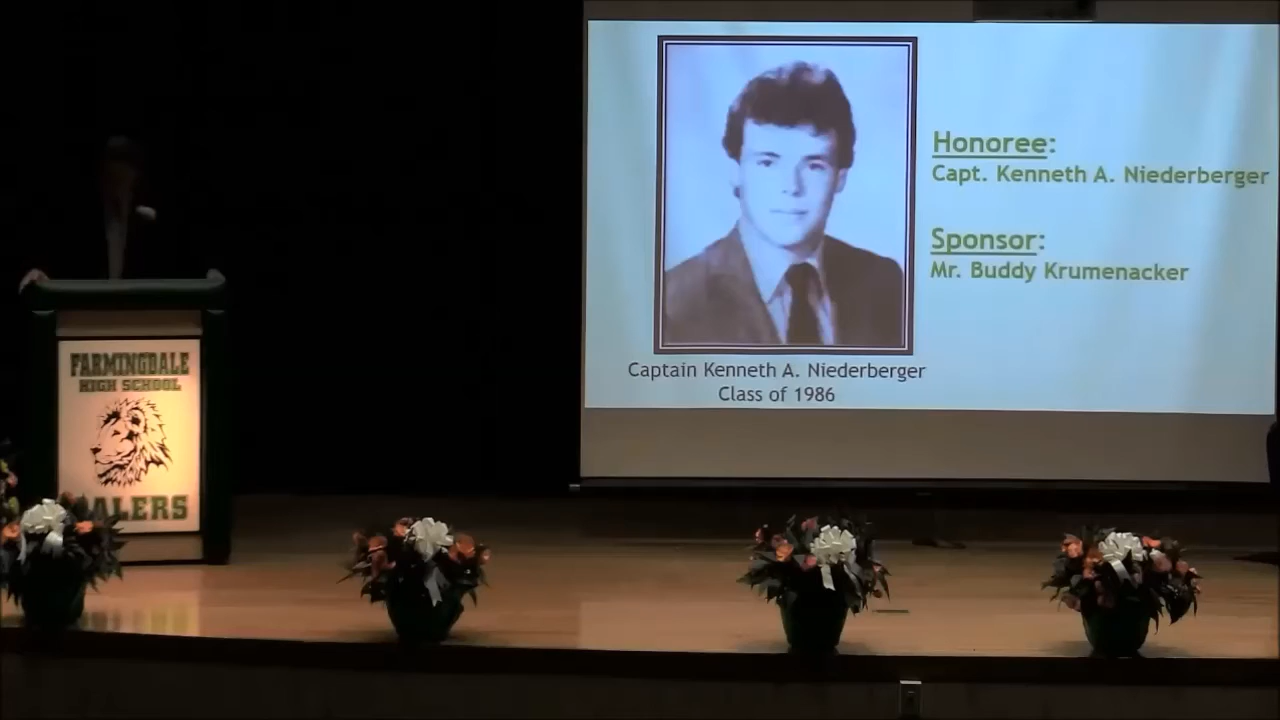 FARMINGDALE
HIGH SCHOOL
ALERS
Honoree:
Capt. Kenneth A. Niederberger
Sponsor:
Mr. Buddy Krumenacker
Captain Kenneth A. Niederberger
Class of 1986